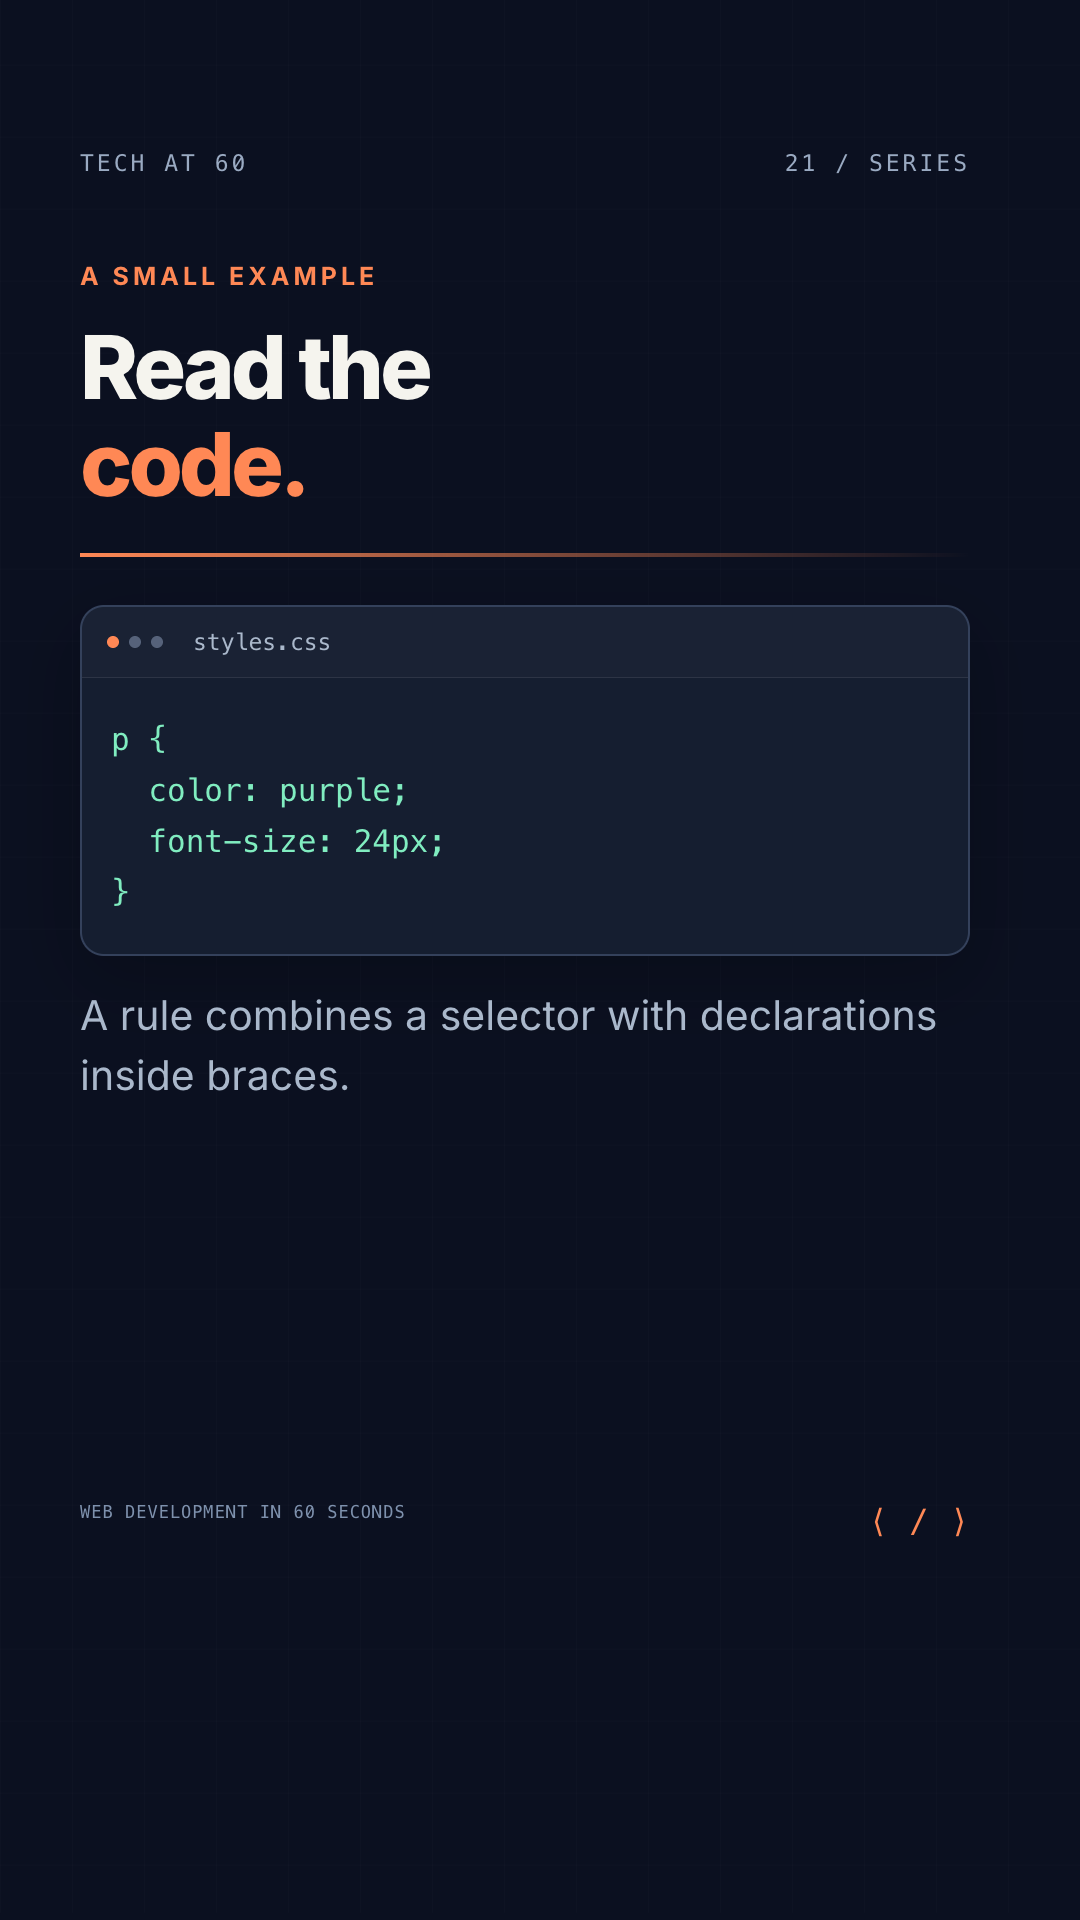 TECH AT 60
21 / SERIES
A SMALL EXAMPLE
Read the
code.
styles.css
p {
  color: purple;
  font-size: 24px;
}
A rule combines a selector with declarations
inside braces.
WEB DEVELOPMENT IN 60 SECONDS
⟨ / ⟩